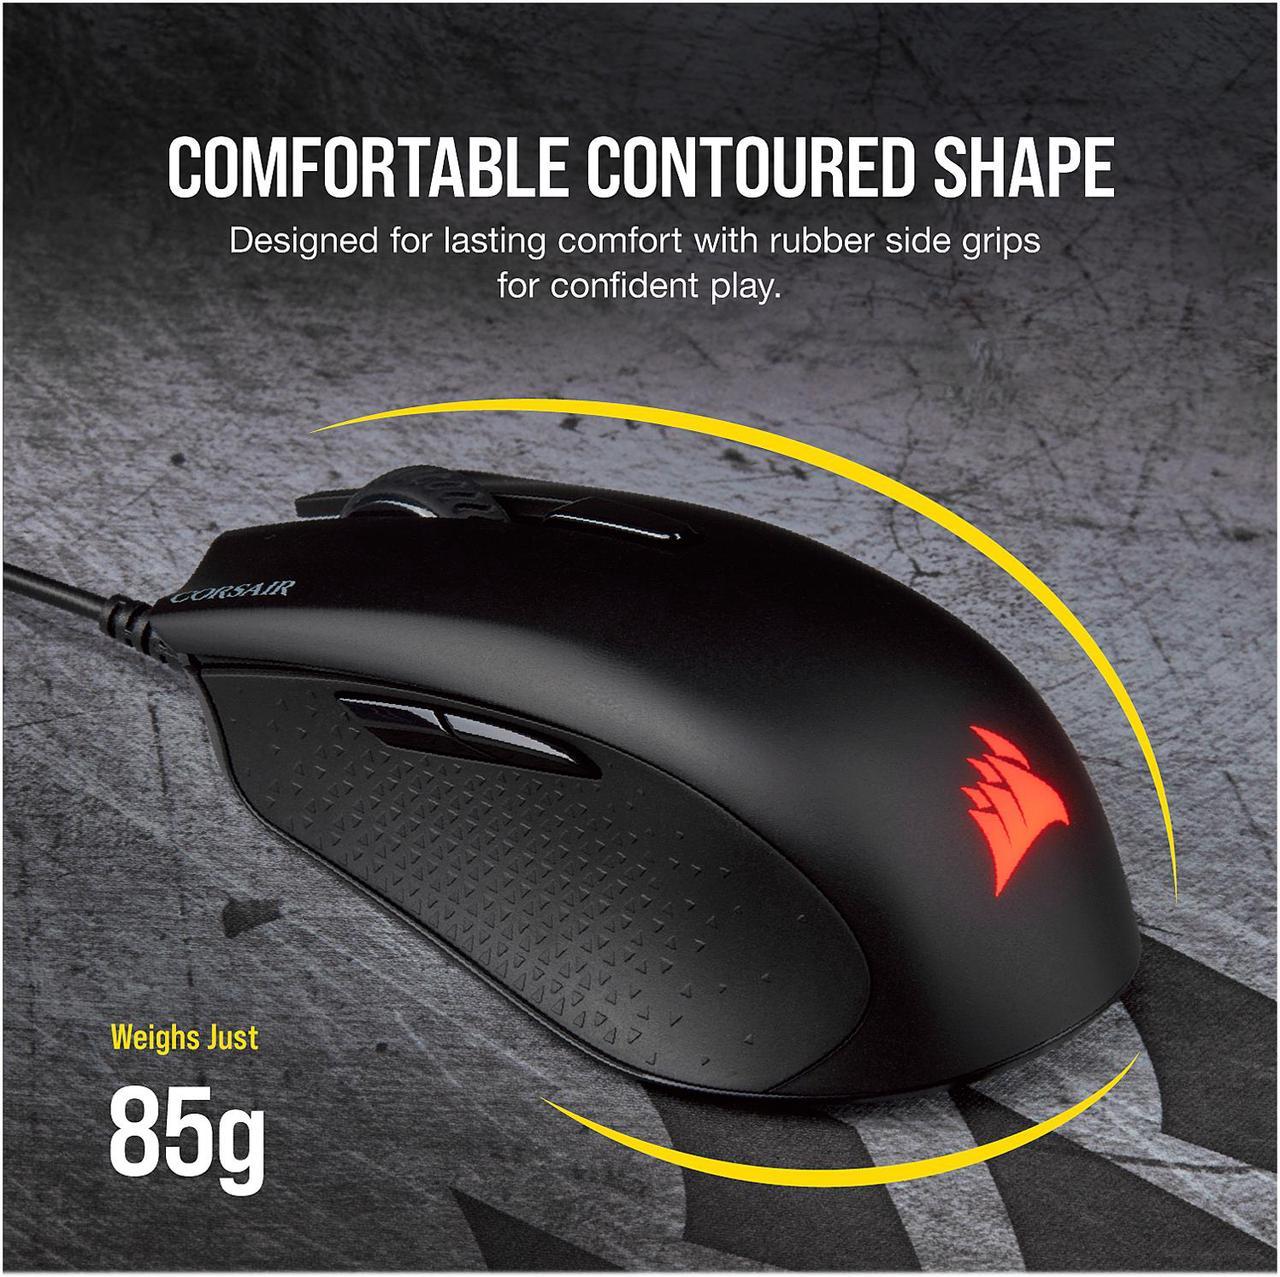 COMFORTABLE CONTOURED SHAPE
Designed for lasting comfort with rubber side grips
for confident play.
CORSAIR
Weighs Just
85g